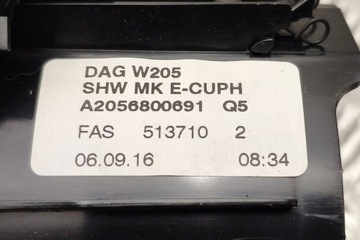 DAG W205
SHW MK E-CUPH
A2056800691 Q5
FAS 513710 2
06.09.16 08:34